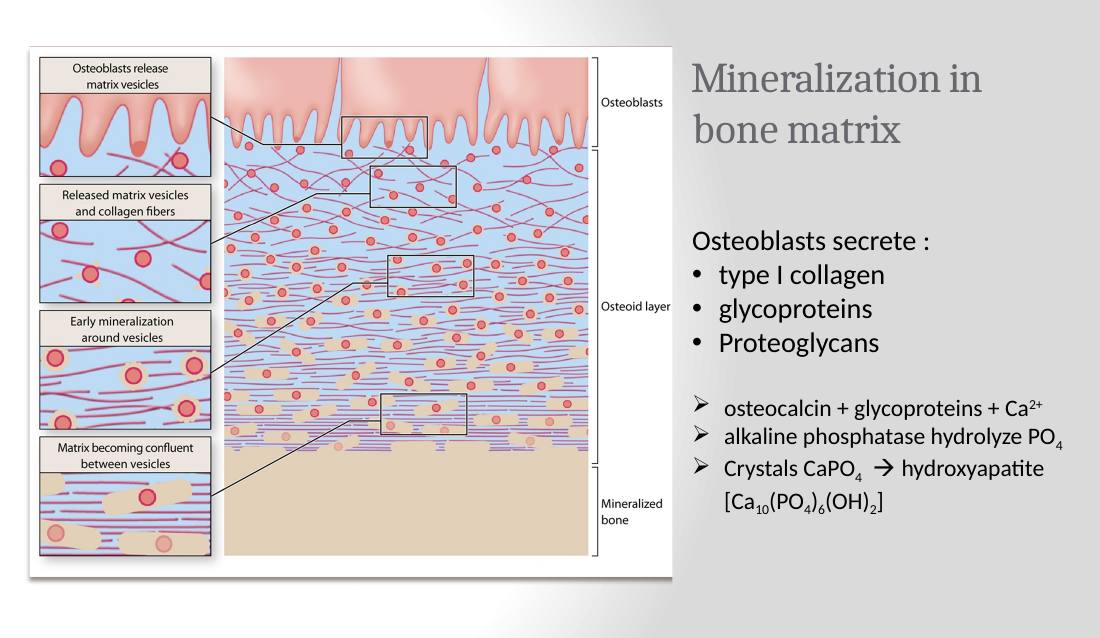 Osteoblasts release
matrix vesicles
Released matrix vesicles
and collagen fibers
Early mineralization
around vesicles
Matrix becoming confluent
between vesicles
Osteoblasts
Osteoid layer
Mineralized
bone
Mineralization in
bone matrix
Osteoblasts secrete :
• type I collagen
• glycoproteins
• Proteoglycans
➢ osteocalcin + glycoproteins + Ca²⁺
➢ alkaline phosphatase hydrolyze PO₄
➢ Crystals CaPO₄ → hydroxyapatite
[Ca₁₀(PO₄)₆(OH)₂]